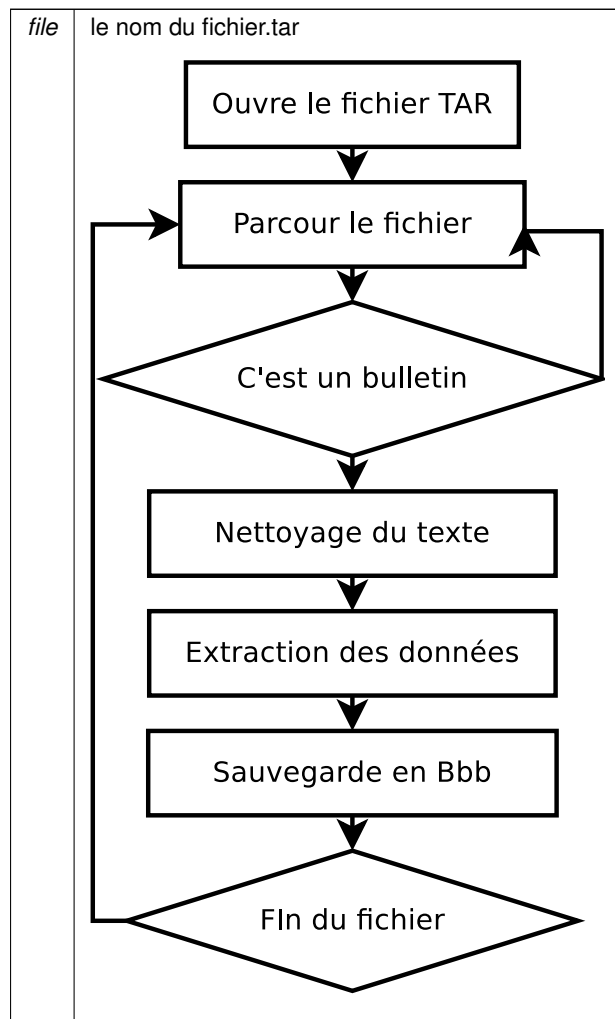 file le nom du fichier.tar
Ouvre le fichier TAR
Parcour le fichier
C'est un bulletin
Nettoyage du texte
Extraction des données
Sauvegarde en Bbb
FIn du fichier